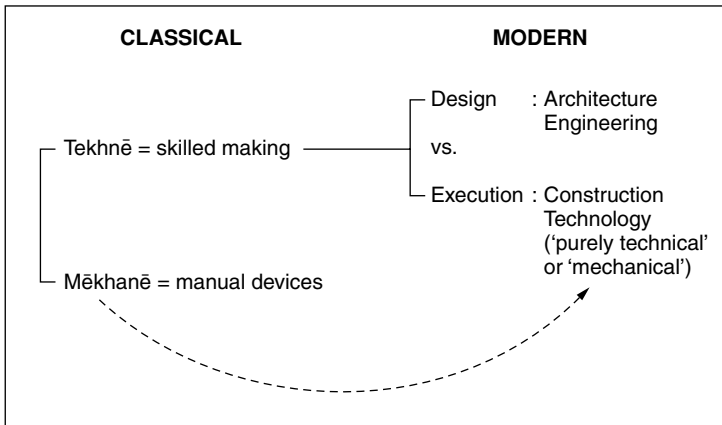 CLASSICAL
MODERN
Tekhnē = skilled making
Mēkhanē = manual devices
Design : Architecture
Engineering
vs.
Execution : Construction
Technology
(‘purely technical’
or ‘mechanical’)